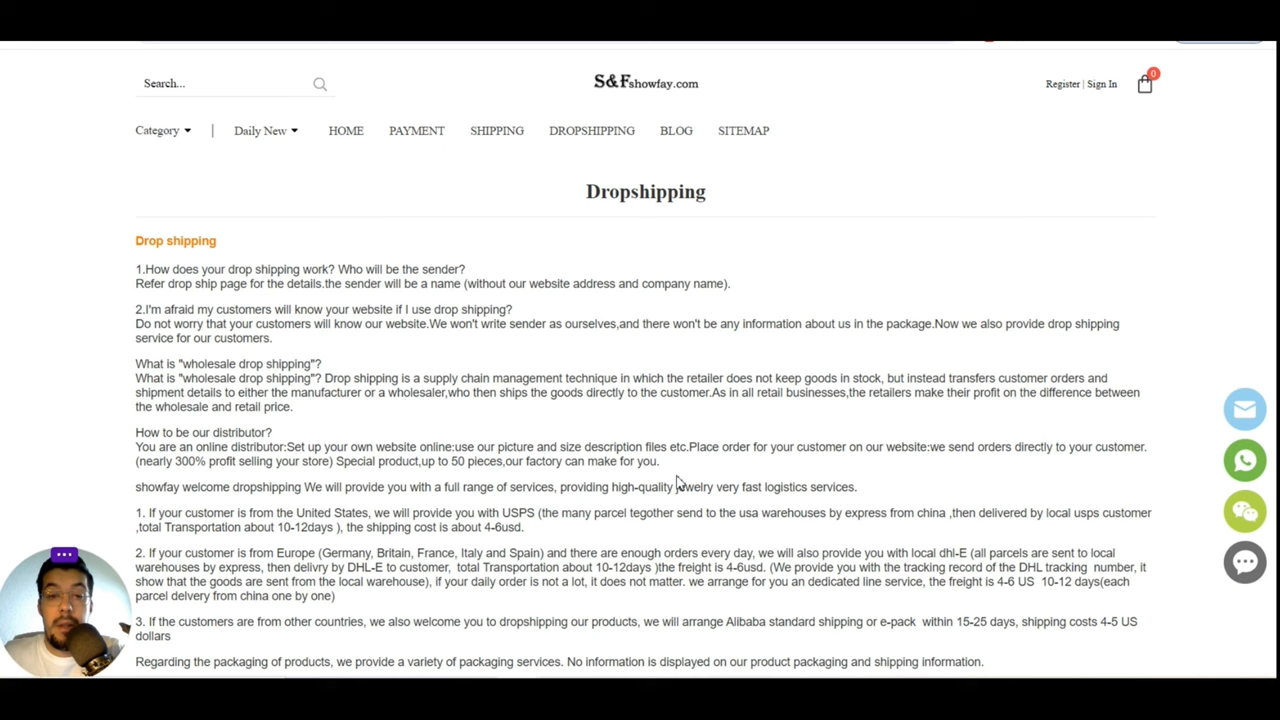 Search...
S&Fshowfay.com
Register | Sign In
0
Category
|
Daily New
HOME
PAYMENT
SHIPPING
DROPSHIPPING
BLOG
SITEMAP
Dropshipping
Drop shipping
1.How does your drop shipping work? Who will be the sender?
Refer drop ship page for the details.the sender will be a name (without our website address and company name).
2.I'm afraid my customers will know your website if I use drop shipping?
Do not worry that your customers will know our website.We won't write sender as ourselves,and there won't be any information about us in the package.Now we also provide drop shipping
service for our customers.
What is "wholesale drop shipping"?
What is "wholesale drop shipping"? Drop shipping is a supply chain management technique in which the retailer does not keep goods in stock, but instead transfers customer orders and
shipment details to either the manufacturer or a wholesaler,who then ships the goods directly to the customer.As in all retail businesses,the retailers make their profit on the difference between
the wholesale and retail price.
How to be our distributor?
You are an online distributor:Set up your own website online:use our picture and size description files etc.Place order for your customer on our website:we send orders directly to your customer.
(nearly 300% profit selling your store) Special product,up to 50 pieces,our factory can make for you.
showfay welcome dropshipping We will provide you with a full range of services, providing high-quality jewelry very fast logistics services.
1. If your customer is from the United States, we will provide you with USPS (the many parcel tegother send to the usa warehouses by express from china ,then delivered by local usps customer
,total Transportation about 10-12days ), the shipping cost is about 4-6usd.
2. If your customer is from Europe (Germany, Britain, France, Italy and Spain) and there are enough orders every day, we will also provide you with local dhl-E (all parcels are sent to local
warehouses by express, then delivry by DHL-E to customer, total Transportation about 10-12days )the freight is 4-6usd. (We provide you with the tracking record of the DHL tracking number, it
show that the goods are sent from the local warehouse), if your daily order is not a lot, it does not matter. we arrange for you an dedicated line service, the freight is 4-6 US 10-12 days(each
parcel delvery from china one by one)
3. If the customers are from other countries, we also welcome you to dropshipping our products, we will arrange Alibaba standard shipping or e-pack within 15-25 days, shipping costs 4-5 US
dollars
Regarding the packaging of products, we provide a variety of packaging services. No information is displayed on our product packaging and shipping information.